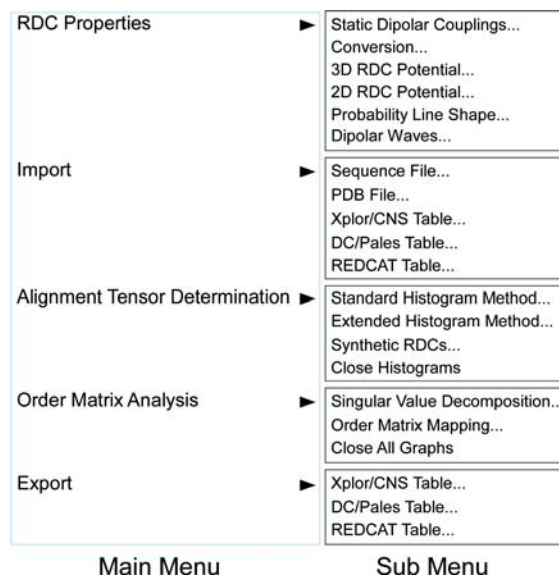 RDC Properties ►
Static Dipolar Couplings...
Conversion...
3D RDC Potential...
2D RDC Potential...
Probability Line Shape...
Dipolar Waves...
Import ►
Sequence File...
PDB File...
Xplor/CNS Table...
DC/Pales Table...
REDCAT Table...
Alignment Tensor Determination ►
Standard Histogram Method...
Extended Histogram Method...
Synthetic RDCs...
Close Histograms
Order Matrix Analysis ►
Singular Value Decomposition...
Order Matrix Mapping...
Close All Graphs
Export ►
Xplor/CNS Table...
DC/Pales Table...
REDCAT Table...
Main Menu
Sub Menu